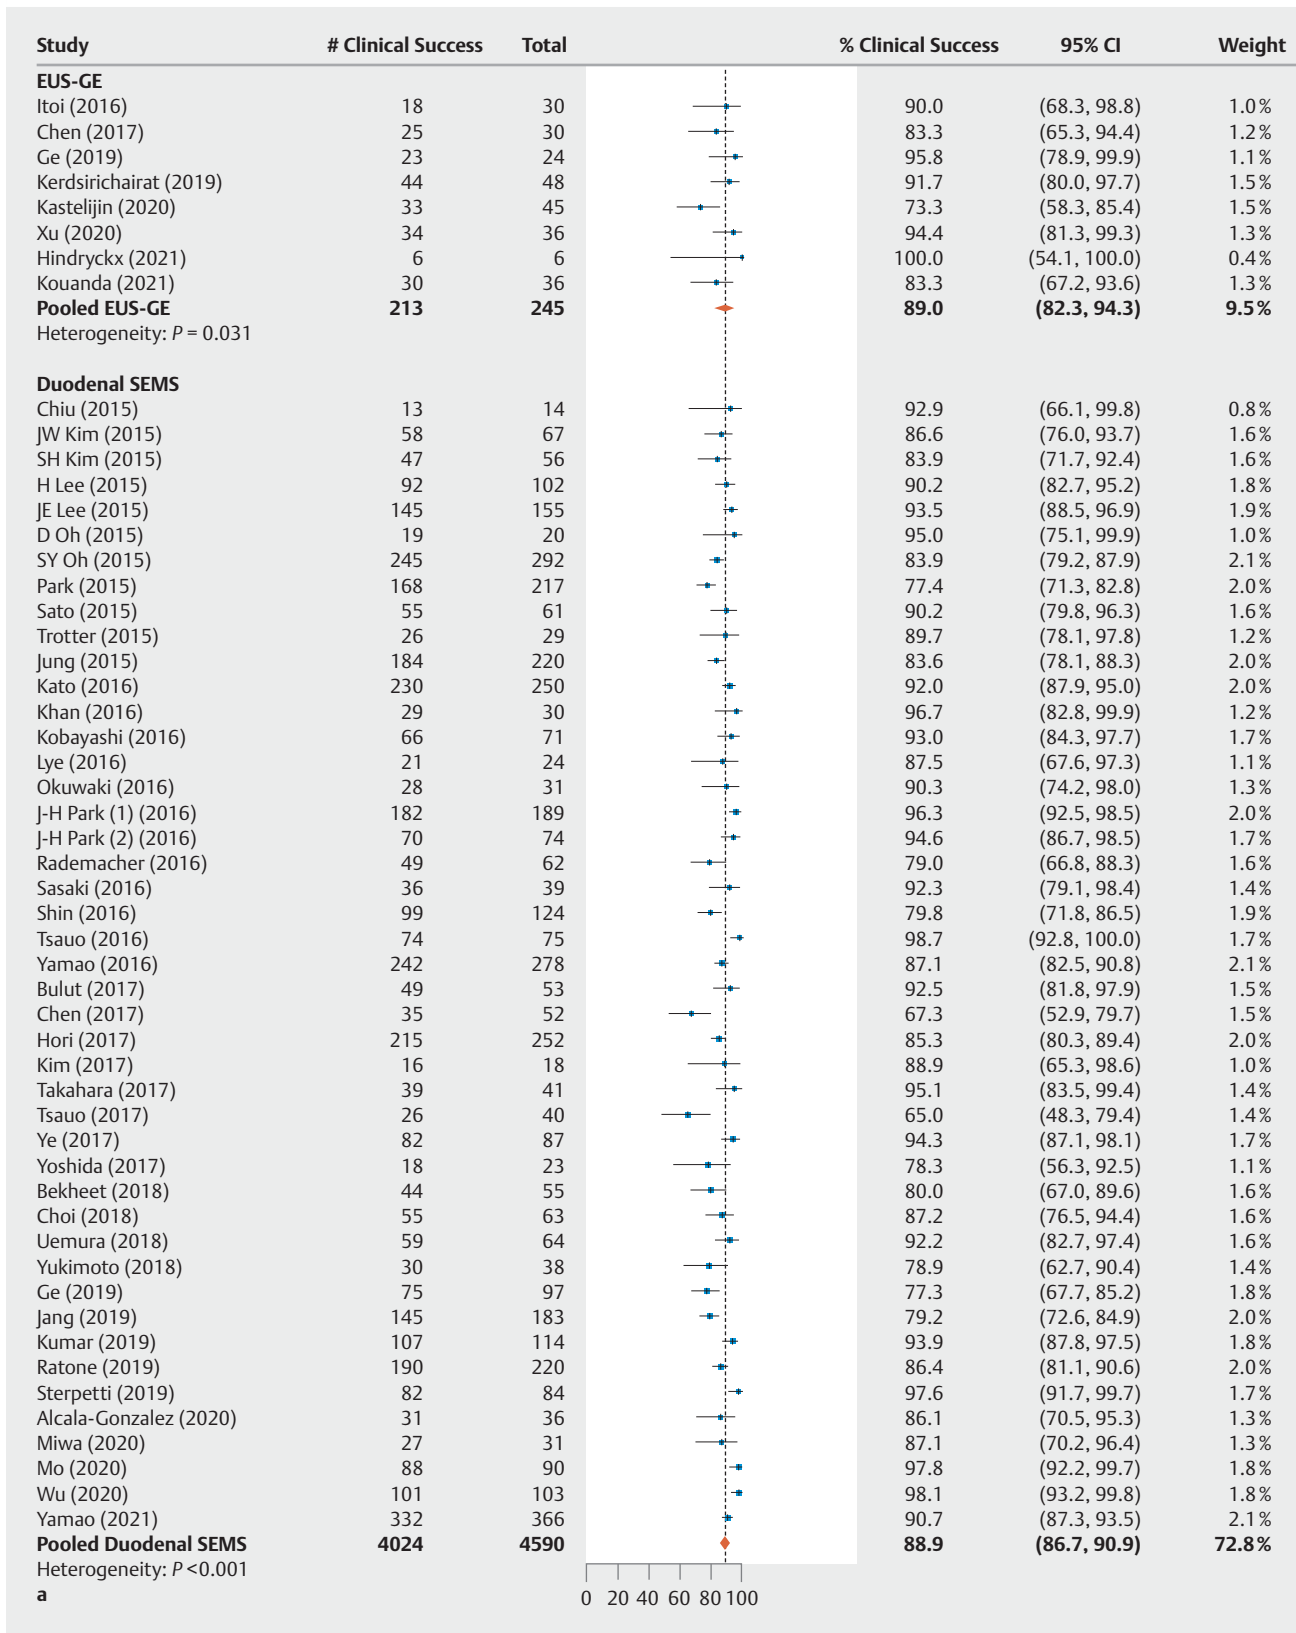 Study # Clinical Success Total % Clinical Success 95% CI Weight
EUS-GE
Itoi (2016) 18 30 90.0 (68.3, 98.8) 1.0%
Chen (2017) 25 30 83.3 (65.3, 94.4) 1.2%
Ge (2019) 23 24 95.8 (78.9, 99.9) 1.1%
Kerdsirichairat (2019) 44 48 91.7 (80.0, 97.7) 1.5%
Kastelijin (2020) 33 45 73.3 (58.3, 85.4) 1.5%
Xu (2020) 34 36 94.4 (81.3, 99.3) 1.3%
Hindryckx (2021) 6 6 100.0 (54.1, 100.0) 0.4%
Kouanda (2021) 30 36 83.3 (67.2, 93.6) 1.3%
Pooled EUS-GE 213 245 89.0 (82.3, 94.3) 9.5%
Heterogeneity: P = 0.031
Duodenal SEMS
Chiu (2015) 13 14 92.9 (66.1, 99.8) 0.8%
JW Kim (2015) 58 67 86.6 (76.0, 93.7) 1.6%
SH Kim (2015) 47 56 83.9 (71.7, 92.4) 1.6%
H Lee (2015) 92 102 90.2 (82.7, 95.2) 1.8%
JE Lee (2015) 145 155 93.5 (88.5, 96.9) 1.9%
D Oh (2015) 19 20 95.0 (75.1, 99.9) 1.0%
SY Oh (2015) 245 292 83.9 (79.2, 87.9) 2.1%
Park (2015) 168 217 77.4 (71.3, 82.8) 2.0%
Sato (2015) 55 61 90.2 (79.8, 96.3) 1.6%
Trotter (2015) 26 29 89.7 (78.1, 97.8) 1.2%
Jung (2015) 184 220 83.6 (78.1, 88.3) 2.0%
Kato (2016) 230 250 92.0 (87.9, 95.0) 2.0%
Khan (2016) 29 30 96.7 (82.8, 99.9) 1.2%
Kobayashi (2016) 66 71 93.0 (84.3, 97.7) 1.7%
Lye (2016) 21 24 87.5 (67.6, 97.3) 1.1%
Okuwaki (2016) 28 31 90.3 (74.2, 98.0) 1.3%
J-H Park (1) (2016) 182 189 96.3 (92.5, 98.5) 2.0%
J-H Park (2) (2016) 70 74 94.6 (86.7, 98.5) 1.7%
Rademacher (2016) 49 62 79.0 (66.8, 88.3) 1.6%
Sasaki (2016) 36 39 92.3 (79.1, 98.4) 1.4%
Shin (2016) 99 124 79.8 (71.8, 86.5) 1.9%
Tsauo (2016) 74 75 98.7 (92.8, 100.0) 1.7%
Yamao (2016) 242 278 87.1 (82.5, 90.8) 2.1%
Bulut (2017) 49 53 92.5 (81.8, 97.9) 1.5%
Chen (2017) 35 52 67.3 (52.9, 79.7) 1.5%
Hori (2017) 215 252 85.3 (80.3, 89.4) 2.0%
Kim (2017) 16 18 88.9 (65.3, 98.6) 1.0%
Takahara (2017) 39 41 95.1 (83.5, 99.4) 1.4%
Tsauo (2017) 26 40 65.0 (48.3, 79.4) 1.4%
Ye (2017) 82 87 94.3 (87.1, 98.1) 1.7%
Yoshida (2017) 18 23 78.3 (56.3, 92.5) 1.1%
Bekheet (2018) 44 55 80.0 (67.0, 89.6) 1.6%
Choi (2018) 55 63 87.2 (76.5, 94.4) 1.6%
Uemura (2018) 59 64 92.2 (82.7, 97.4) 1.6%
Yukimoto (2018) 30 38 78.9 (62.7, 90.4) 1.4%
Ge (2019) 75 97 77.3 (67.7, 85.2) 1.8%
Jang (2019) 145 183 79.2 (72.6, 84.9) 2.0%
Kumar (2019) 107 114 93.9 (87.8, 97.5) 1.8%
Ratone (2019) 190 220 86.4 (81.1, 90.6) 2.0%
Sterpetti (2019) 82 84 97.6 (91.7, 99.7) 1.7%
Alcala-Gonzalez (2020) 31 36 86.1 (70.5, 95.3) 1.3%
Miwa (2020) 27 31 87.1 (70.2, 96.4) 1.3%
Mo (2020) 88 90 97.8 (92.2, 99.7) 1.8%
Wu (2020) 101 103 98.1 (93.2, 99.8) 1.8%
Yamao (2021) 332 366 90.7 (87.3, 93.5) 2.1%
Pooled Duodenal SEMS 4024 4590 88.9 (86.7, 90.9) 72.8%
Heterogeneity: P <0.001
a 0 20 40 60 80 100